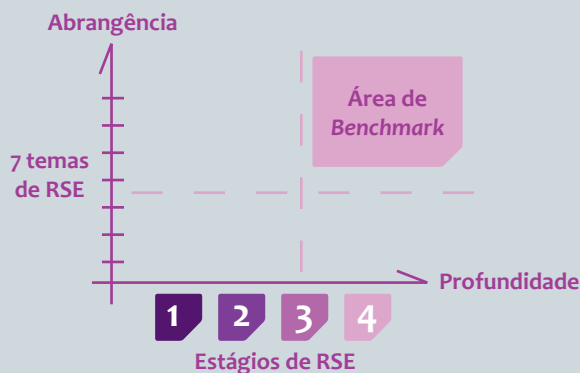 Abrangência
Área de
Benchmark
7 temas
de RSE
Profundidade
1 2 3 4
Estágios de RSE